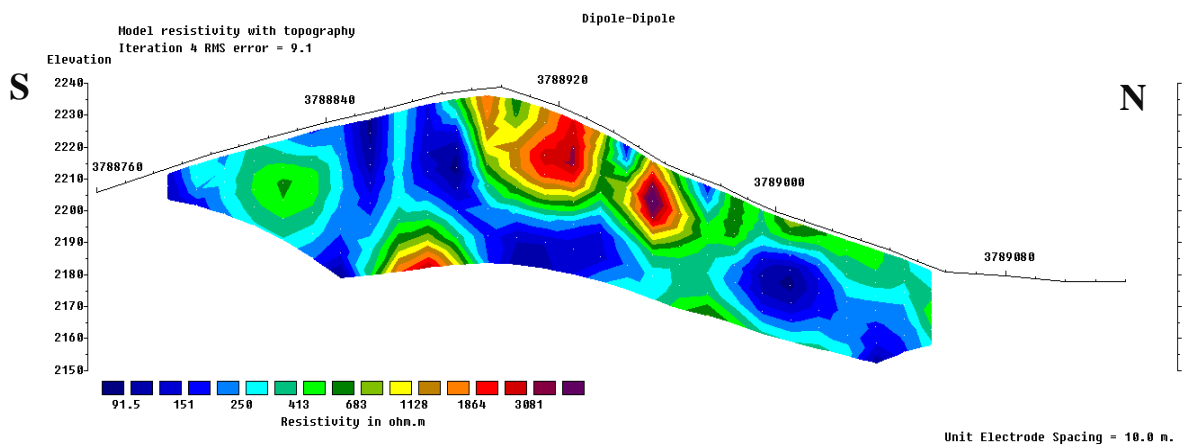 Dipole-Dipole
Model resistivity with topography
Iteration 4 RMS error = 9.1
Elevation
S
N
2240
2230
2220
2210
2200
2190
2180
2170
2160
2150
3788760
3788840
3788920
3789000
3789080
91.5 151 250 413 683 1128 1864 3081
Resistivity in ohm.m
Unit Electrode Spacing = 10.0 m.